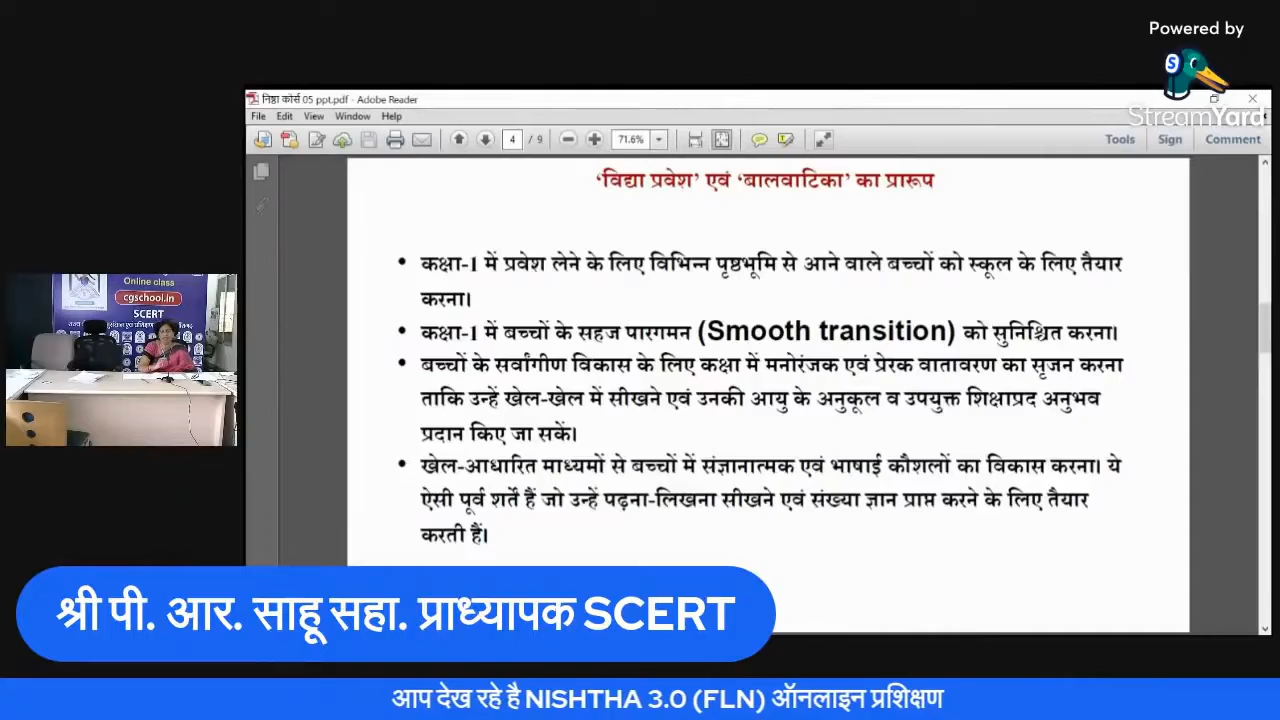 Powered by
StreamYard
निष्ठा कोर्स 05 ppt.pdf - Adobe Reader
File Edit View Window Help
4 / 9 71.6% Tools Sign Comment
‘विद्या प्रवेश’ एवं ‘बालवाटिका’ का प्रारूप
• कक्षा-1 में प्रवेश लेने के लिए विभिन्न पृष्ठभूमि से आने वाले बच्चों को स्कूल के लिए तैयार
करना।
• कक्षा-1 में बच्चों के सहज पारगमन (Smooth transition) को सुनिश्चित करना।
• बच्चों के सर्वांगीण विकास के लिए कक्षा में मनोरंजक एवं प्रेरक वातावरण का सृजन करना
ताकि उन्हें खेल-खेल में सीखने एवं उनकी आयु के अनुकूल व उपयुक्त शिक्षाप्रद अनुभव
प्रदान किए जा सकें।
• खेल-आधारित माध्यमों से बच्चों में संज्ञानात्मक एवं भाषाई कौशलों का विकास करना। ये
ऐसी पूर्व शर्तें हैं जो उन्हें पढ़ना-लिखना सीखने एवं संख्या ज्ञान प्राप्त करने के लिए तैयार
करती हैं।
Online class
cgschool.in
SCERT
श्री पी. आर. साहू सहा. प्राध्यापक SCERT
आप देख रहे है NISHTHA 3.0 (FLN) ऑनलाइन प्रशिक्षण